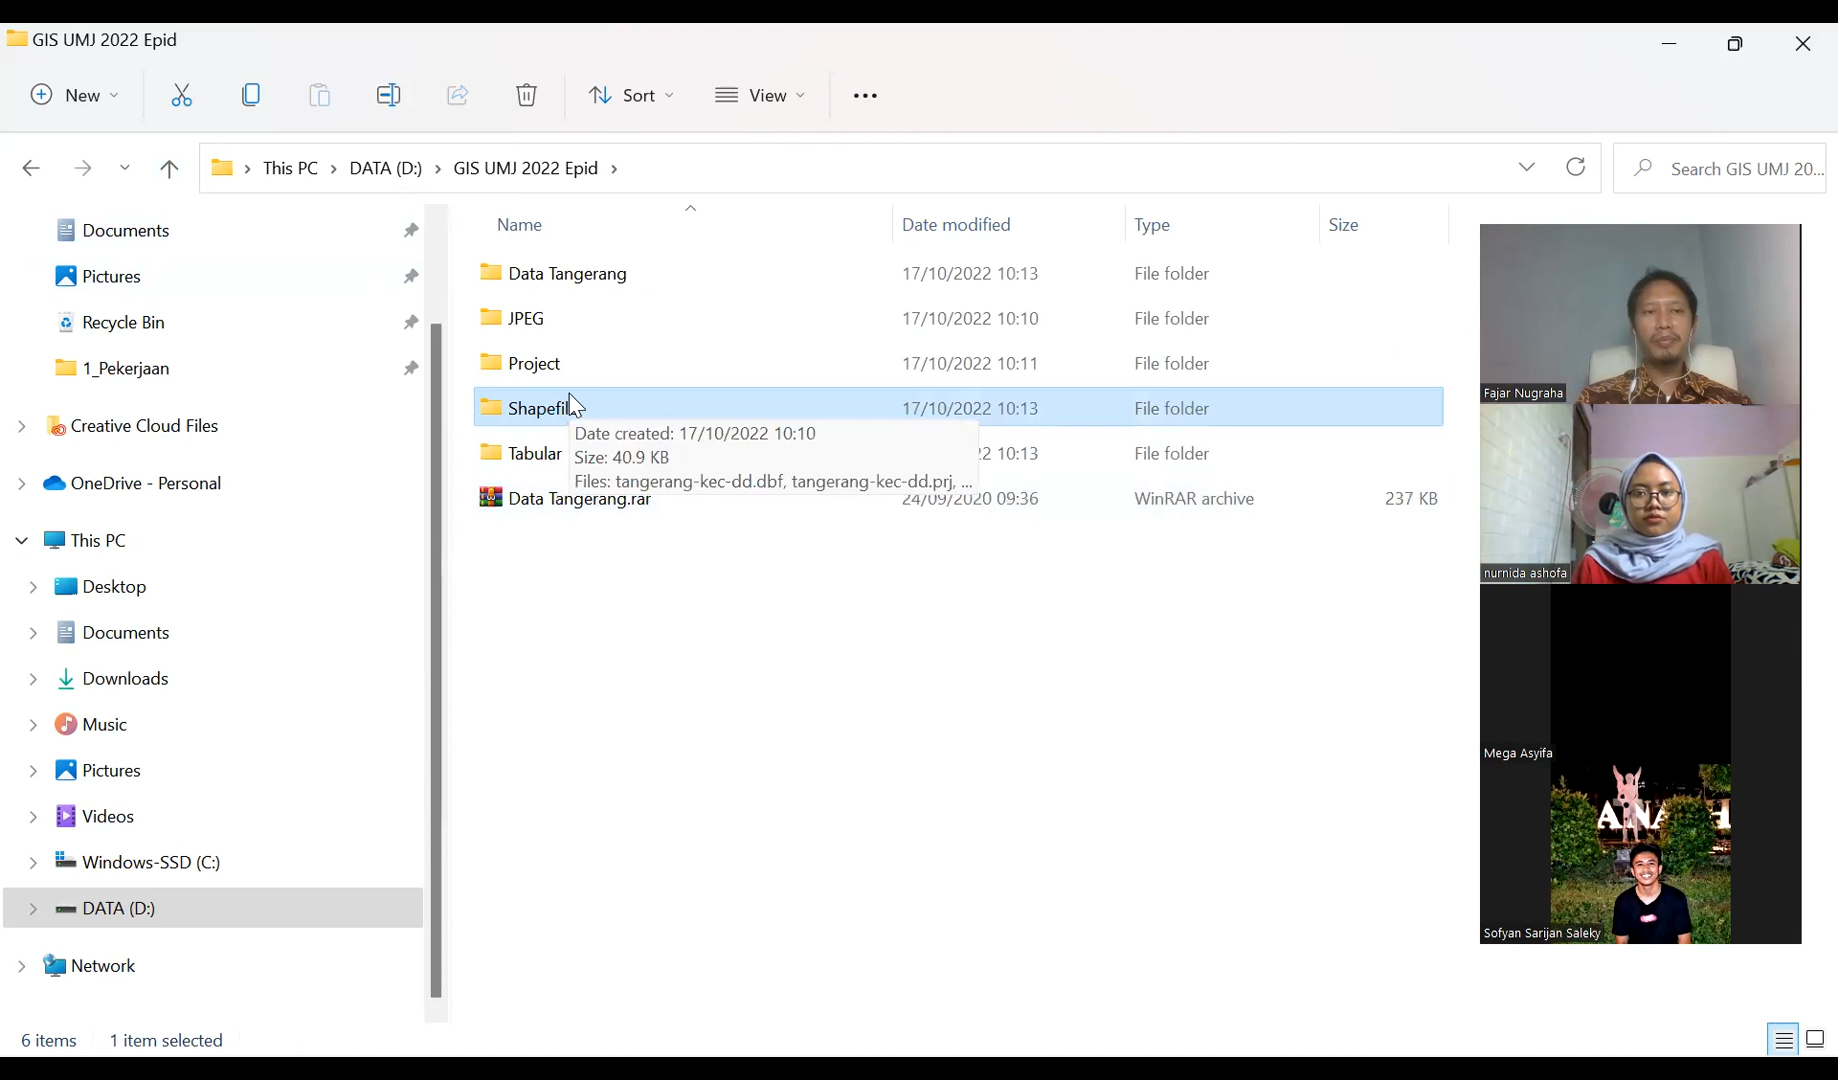 GIS UMJ 2022 Epid
New
Sort
View
This PC > DATA (D:) > GIS UMJ 2022 Epid >
Search GIS UMJ 20...
Documents
Pictures
Recycle Bin
1_Pekerjaan
Creative Cloud Files
OneDrive - Personal
This PC
Desktop
Documents
Downloads
Music
Pictures
Videos
Windows-SSD (C:)
DATA (D:)
Network
Name Date modified Type Size
Data Tangerang 17/10/2022 10:13 File folder
JPEG 17/10/2022 10:10 File folder
Project 17/10/2022 10:11 File folder
Shapefil 17/10/2022 10:13 File folder
Date created: 17/10/2022 10:10
Size: 40.9 KB
Files: tangerang-kec-dd.dbf, tangerang-kec-dd.prj, ...
Tabular 22 10:13 File folder
Data Tangerang.rar 24/09/2020 09:36 WinRAR archive 237 KB
Fajar Nugraha
nurnida ashofa
Mega Asyifa
Sofyan Sarijan Saleky
6 items 1 item selected